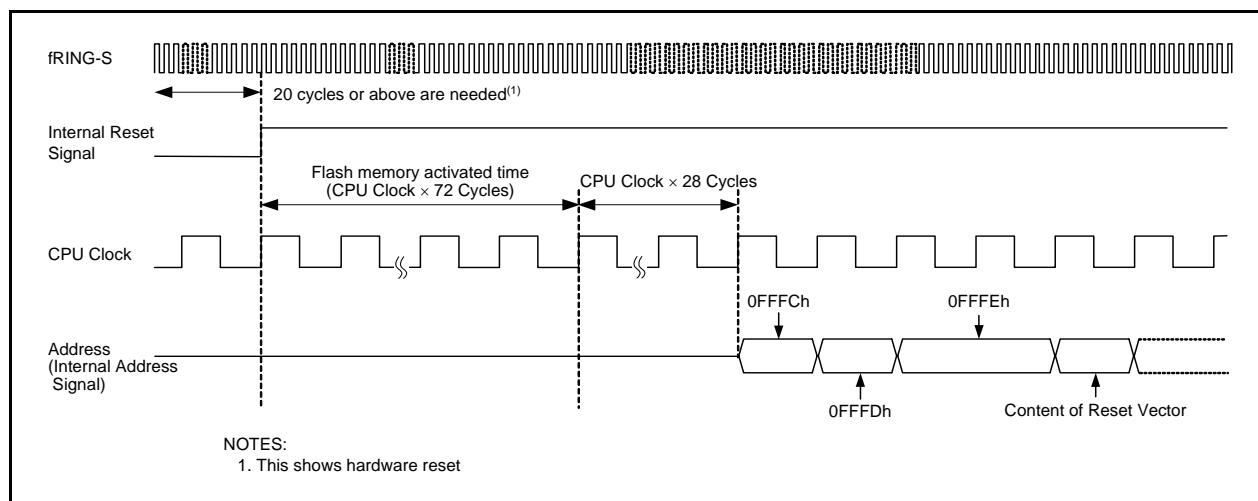 fRING-S
20 cycles or above are needed(1)
Internal Reset
Signal
Flash memory activated time
(CPU Clock × 72 Cycles)
CPU Clock × 28 Cycles
CPU Clock
0FFFCh
0FFFEh
Address
(Internal Address
Signal)
0FFFDh
Content of Reset Vector
NOTES:
1. This shows hardware reset